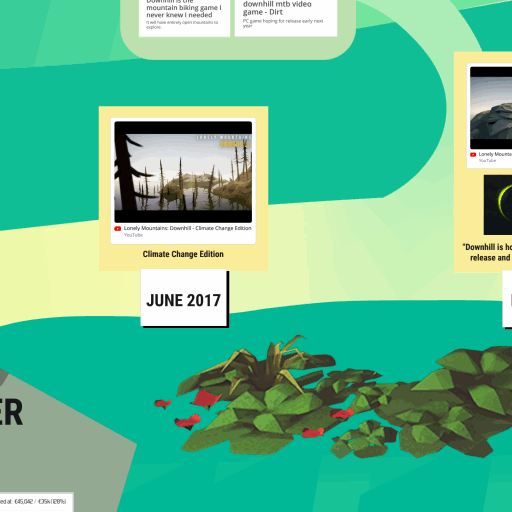 Downhill is the
mountain biking game I
never knew I needed
It will have entirely open mountains to
explore.
downhill mtb video
game - Dirt
PC game hoping for release early next
year
LONELY MOUNTAINS
Lonely Mountains: Downhill - Climate Change Edition
YouTube
Climate Change Edition
JUNE 2017
Lonely Mounta
YouTube
"Downhill is ho
release and
ER
ed at: €45,042 / €35k (128%)